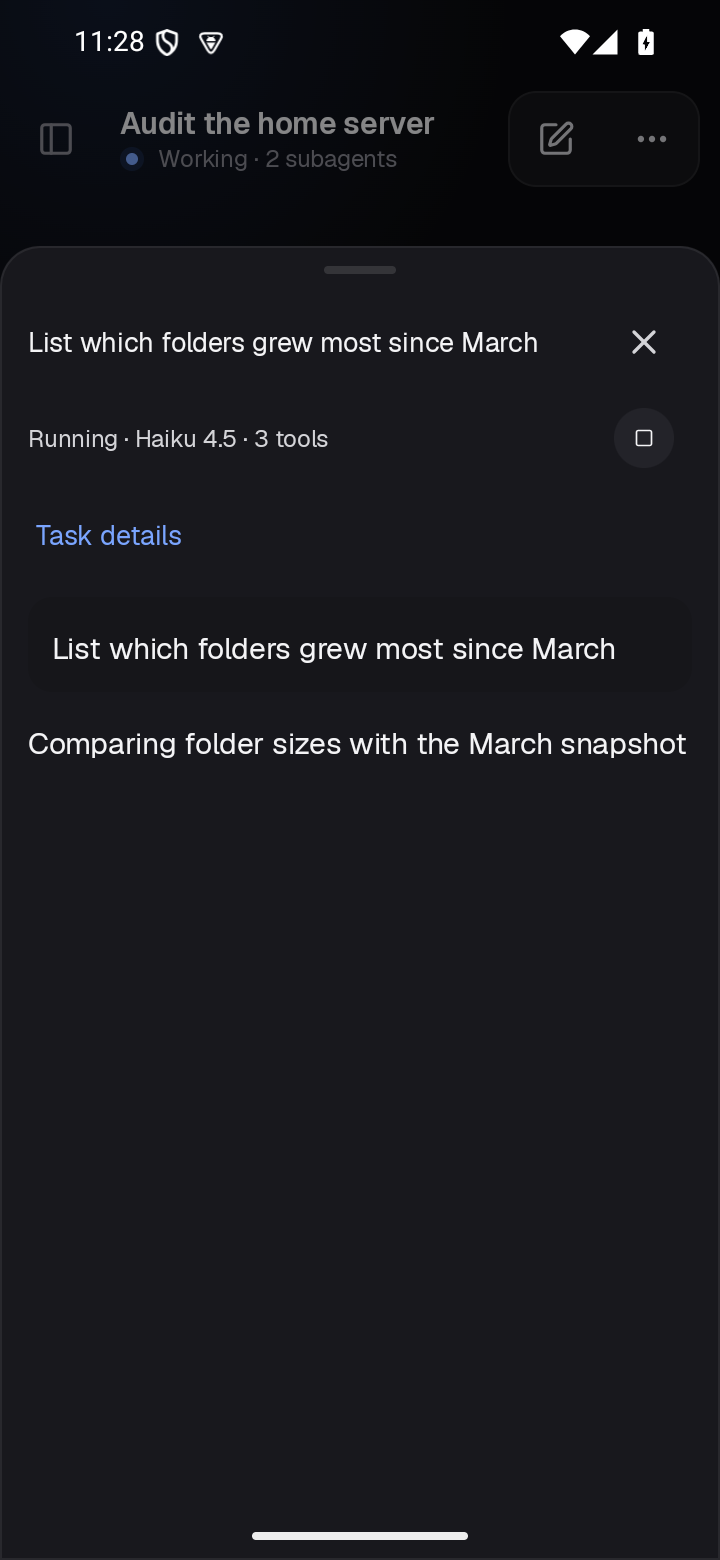 11:28
Audit the home server
Working · 2 subagents
List which folders grew most since March
Running · Haiku 4.5 · 3 tools
Task details
List which folders grew most since March
Comparing folder sizes with the March snapshot